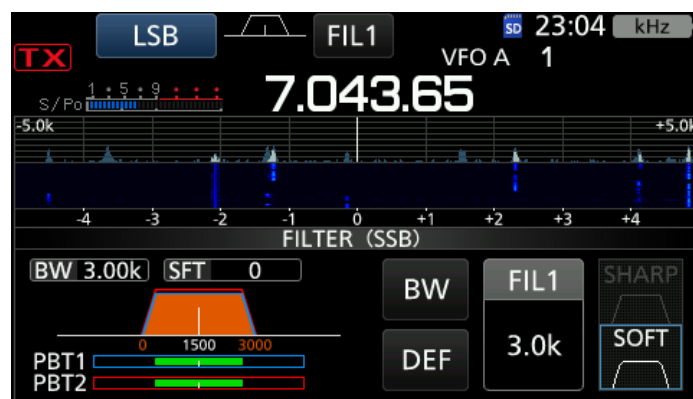 LSB FIL1 SD 23:04 kHz
TX VFO A 1
S/Po 1 5 9 7.043.65
-5.0k +5.0k
-4 -3 -2 -1 0 +1 +2 +3 +4
FILTER (SSB)
BW 3.00k SFT 0 BW FIL1 SHARP
0 1500 3000 3.0k SOFT
PBT1 DEF
PBT2